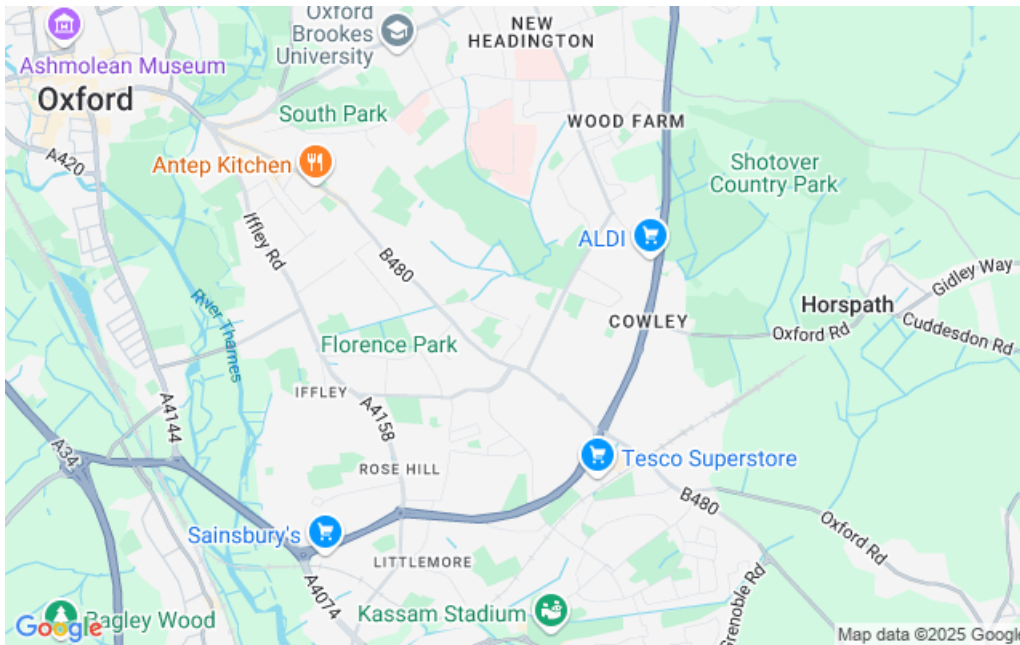 Oxford
Brookes
University
NEW
HEADINGTON
Ashmolean Museum
Oxford
South Park
WOOD FARM
A420
Antep Kitchen
Shotover
Country Park
Iffley Rd
ALDI
B480
Gidley Way
Horspath
River Thames
COWLEY
Oxford Rd
Cuddesdon Rd
Florence Park
IFFLEY
A4144
A4158
A34
ROSE HILL
Tesco Superstore
B480
Sainsbury's
Oxford Rd
LITTLEMORE
A4074
Grenoble Rd
Kassam Stadium
Bagley Wood
Google
Map data ©2025 Google